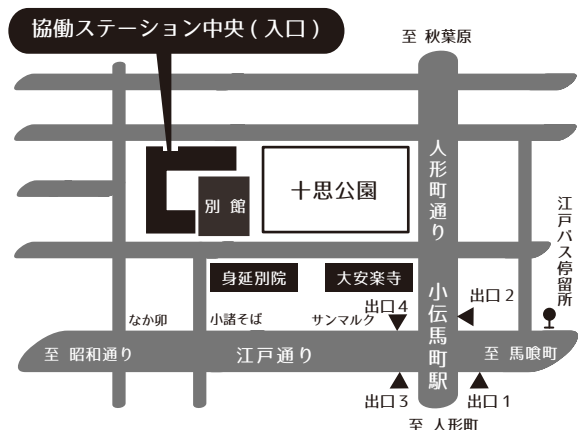 協働ステーション中央(入口)
至 秋葉原
人形町通り
十思公園
別 館
江戸バス停留所
身延別院
大安楽寺
小伝馬町駅
出口2
出口4
なか卯
小諸そば
サンマルク
至 昭和通り
江戸通り
至 馬喰町
出口3
出口1
至 人形町